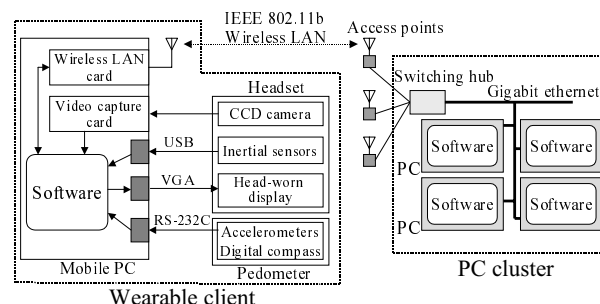 IEEE 802.11b
Wireless LAN
Access points
Wireless LAN
card
Video capture
card
Headset
CCD camera
USB
Inertial sensors
Software
VGA
Head-worn
display
RS-232C
Accelerometers
Digital compass
Mobile PC
Pedometer
Wearable client
Switching hub
Gigabit ethernet
Software
Software
PC
Software
Software
PC
PC cluster